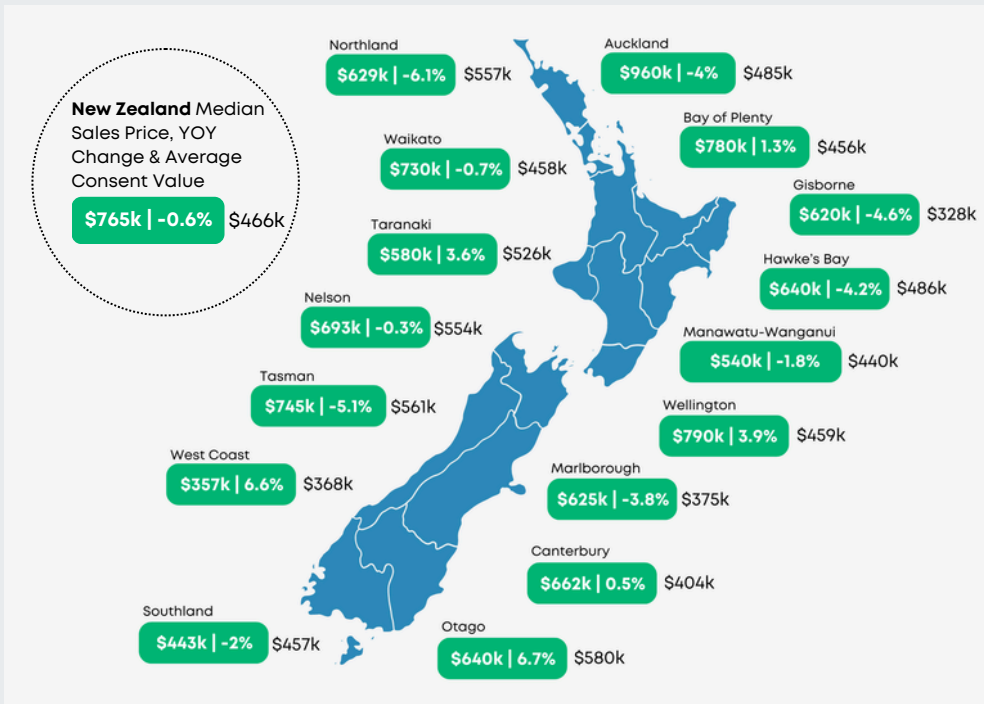 New Zealand Median
Sales Price, YOY
Change & Average
Consent Value
$765k | -0.6% $466k
Northland
$629k | -6.1% $557k
Auckland
$960k | -4% $485k
Waikato
$730k | -0.7% $458k
Bay of Plenty
$780k | 1.3% $456k
Gisborne
$620k | -4.6% $328k
Taranaki
$580k | 3.6% $526k
Hawke's Bay
$640k | -4.2% $486k
Nelson
$693k | -0.3% $554k
Manawatu-Wanganui
$540k | -1.8% $440k
Tasman
$745k | -5.1% $561k
Wellington
$790k | 3.9% $459k
West Coast
$357k | 6.6% $368k
Marlborough
$625k | -3.8% $375k
Canterbury
$662k | 0.5% $404k
Southland
$443k | -2% $457k
Otago
$640k | 6.7% $580k